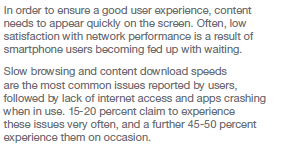 In order to ensure a good user experience, content
needs to appear quickly on the screen. Often, low
satisfaction with network performance is a result of
smartphone users becoming fed up with waiting.
Slow browsing and content download speeds
are the most common issues reported by users,
followed by lack of internet access and apps crashing
when in use. 15-20 percent claim to experience
these issues very often, and a further 45-50 percent
experience them on occasion.